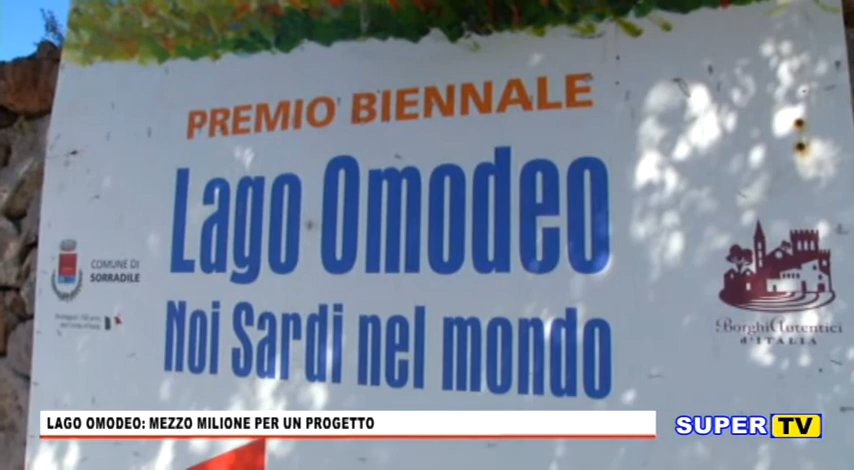 PREMIO BIENNALE
Lago Omodeo
Noi Sardi nel mondo
COMUNE DI
SORRADILE
Borghi Autentici
d'ITALIA
LAGO OMODEO: MEZZO MILIONE PER UN PROGETTO
SUPER TV